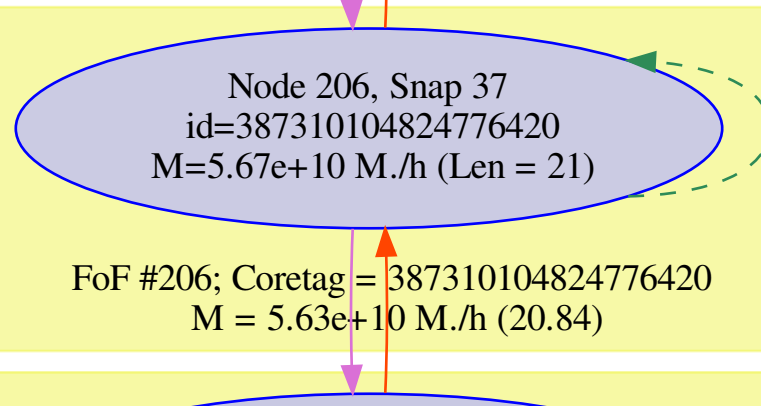 Node 206, Snap 37
id=387310104824776420
M=5.67e+10 M./h (Len = 21)
FoF #206; Coretag = 387310104824776420
M = 5.63e+10 M./h (20.84)